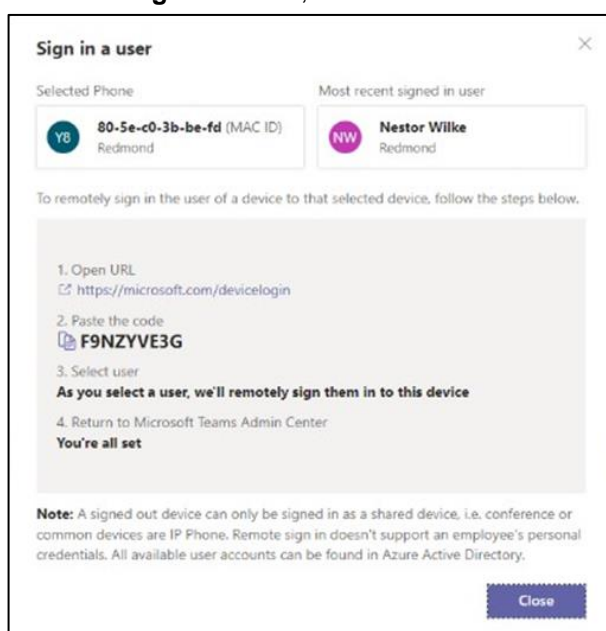 Sign in a user
Selected Phone
Most recent signed in user
Y8
80-5e-c0-3b-be-fd (MAC ID)
Redmond
NW
Nestor Wilke
Redmond
To remotely sign in the user of a device to that selected device, follow the steps below.
1. Open URL
https://microsoft.com/devicelogin
2. Paste the code
F9NZYVE3G
3. Select user
As you select a user, we'll remotely sign them in to this device
4. Return to Microsoft Teams Admin Center
You're all set
Note: A signed out device can only be signed in as a shared device, i.e. conference or
common devices are IP Phone. Remote sign in doesn't support an employee's personal
credentials. All available user accounts can be found in Azure Active Directory.
Close